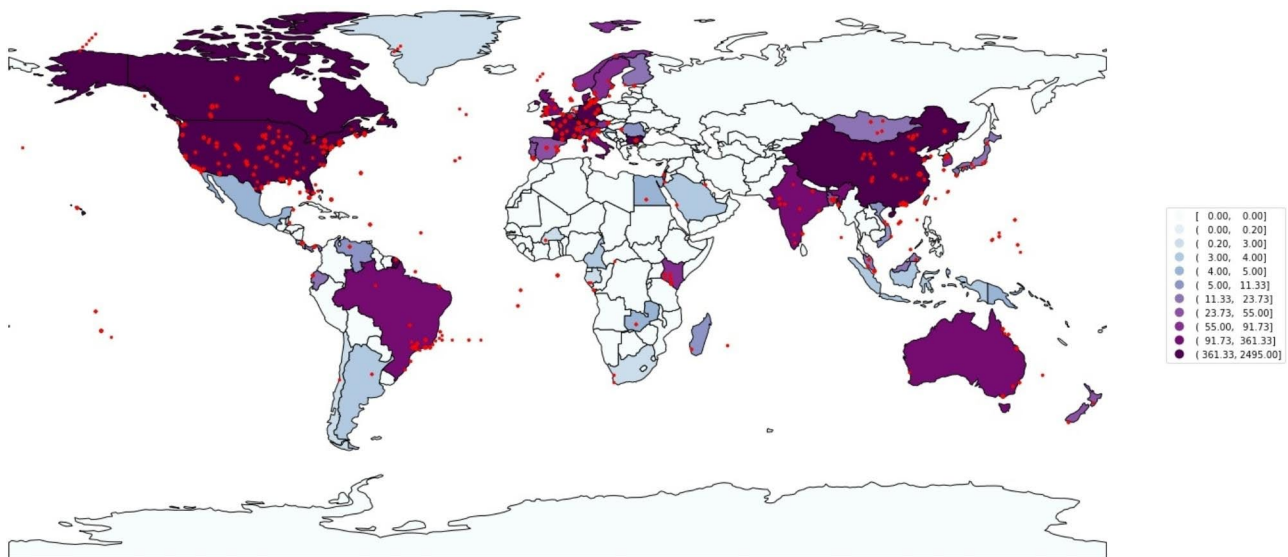 [ 0.00, 0.00]
( 0.00, 0.20]
( 0.20, 3.00]
( 3.00, 4.00]
( 4.00, 5.00]
( 5.00, 11.33]
( 11.33, 23.73]
( 23.73, 55.00]
( 55.00, 91.73]
( 91.73, 361.33]
( 361.33, 2495.00]